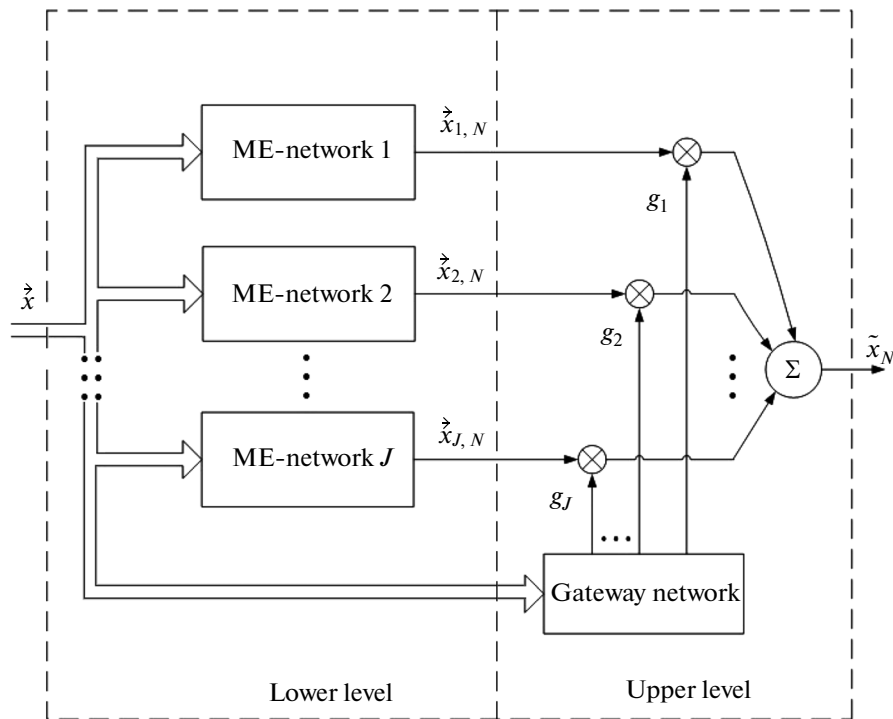 ME-network 1
x⃗1, N
g1
x⃗
ME-network 2
x⃗2, N
g2
Σ
x̃N
ME-network J
x⃗J, N
gJ
Gateway network
Lower level
Upper level